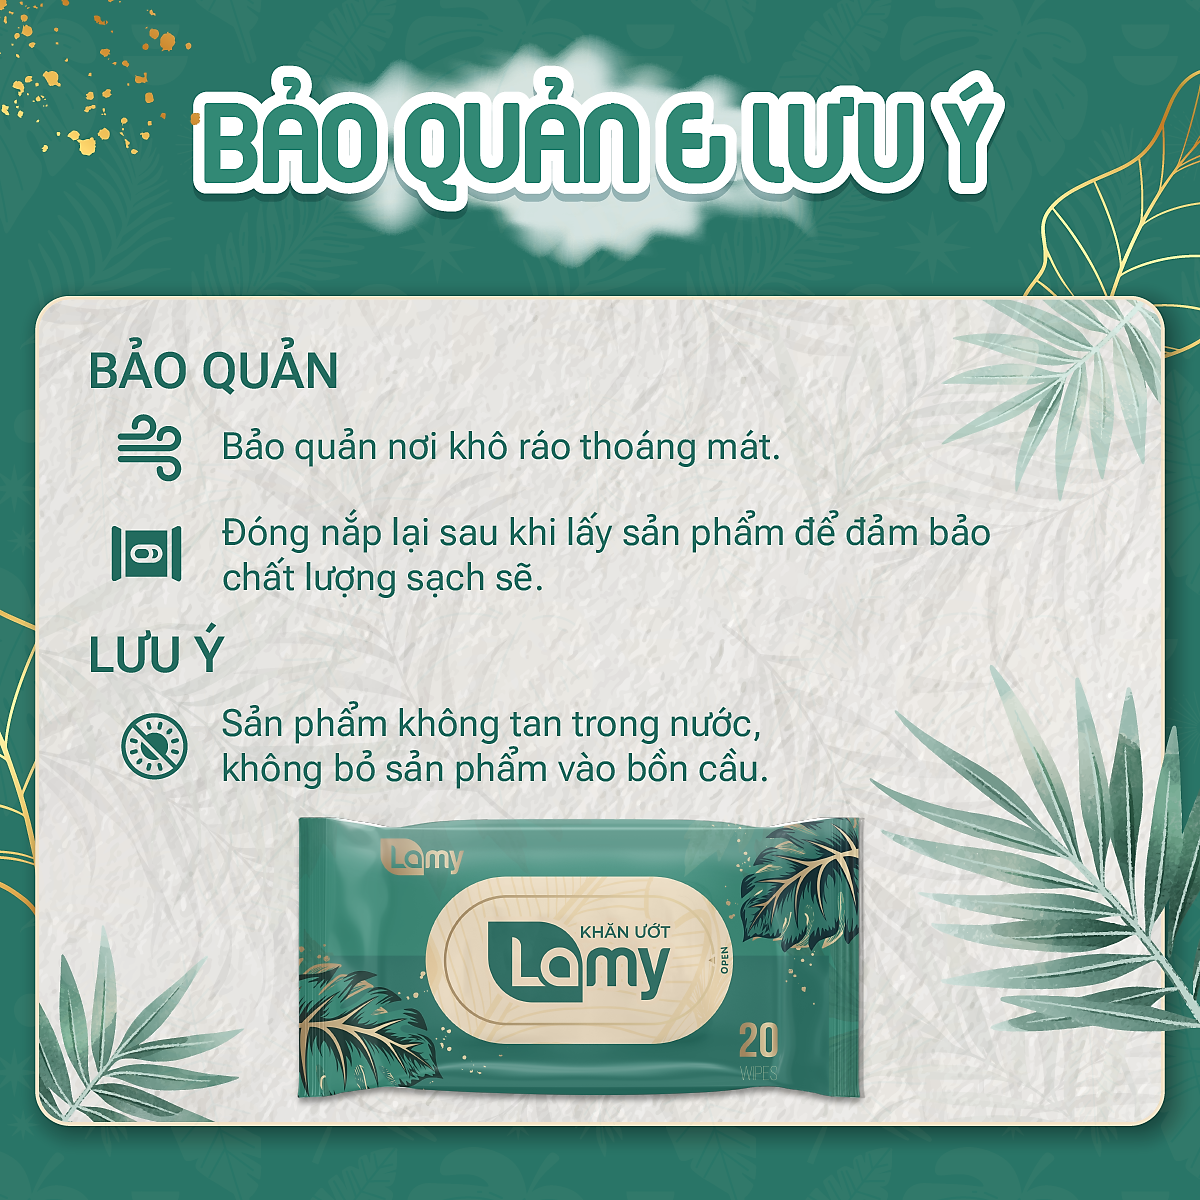 BẢO QUẢN & LƯU Ý
BẢO QUẢN
Bảo quản nơi khô ráo thoáng mát.
Đóng nắp lại sau khi lấy sản phẩm để đảm bảo
chất lượng sạch sẽ.
LƯU Ý
Sản phẩm không tan trong nước,
không bỏ sản phẩm vào bồn cầu.
Lamy
KHĂN ƯỚT
Lamy
OPEN
20
WIPES